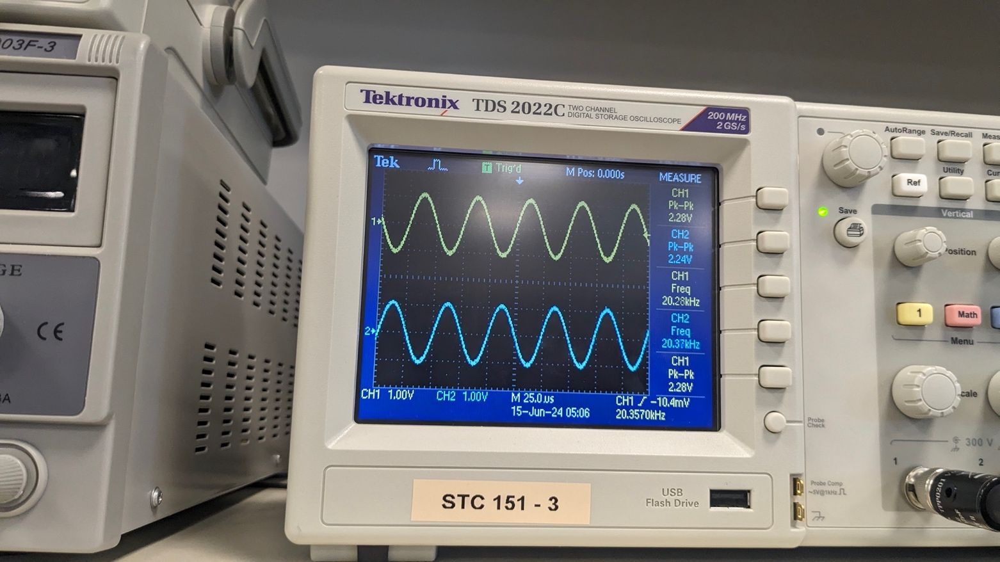 003F-3
GE
CE
3A
Tektronix TDS 2022C TWO CHANNEL
DIGITAL STORAGE OSCILLOSCOPE
200 MHz
2 GS/s
Tek
T Trig'd
M Pos: 0.000s
MEASURE
CH1
Pk-Pk
2.28V
CH2
Pk-Pk
2.24V
CH1
Freq
20.28kHz
CH2
Freq
20.37kHz
CH1
Pk-Pk
2.28V
1
2
CH1 1.00V
CH2 1.00V
M 25.0µs
CH1 -10.4mV
15-Jun-24 05:06
20.3570kHz
STC 151 - 3
USB
Flash Drive
AutoRange
Save/Recall
Meas
Ref
Utility
Cur
Save
Vertical
Position
1
Math
Menu
Scale
Probe
Check
300 V
1
2
Probe Comp
~5V@1kHz
TPP0201